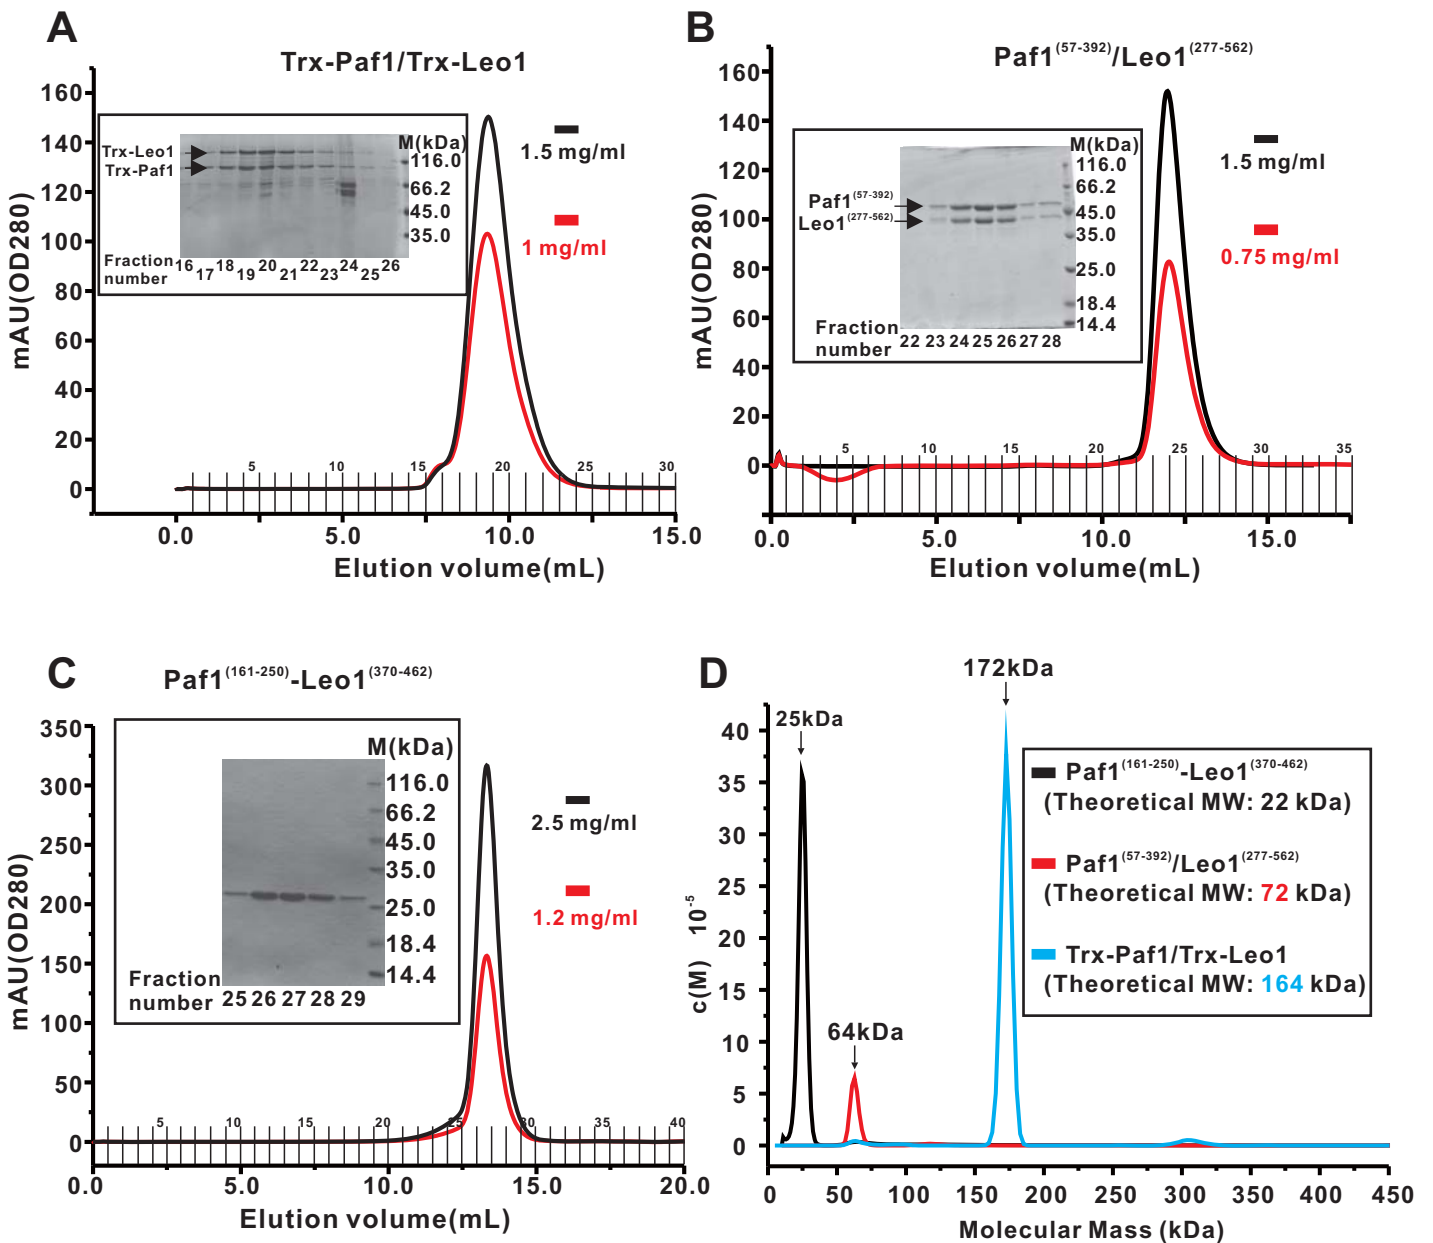 A
Trx-Paf1/Trx-Leo1
160
140
120
100
80
60
40
20
0
mAU(OD280)
Trx-Leo1
Trx-Paf1
M(kDa)
116.0
66.2
45.0
35.0
Fraction
number
16 17 18 19 20 21 22 23 24 25 26
1.5 mg/ml
1 mg/ml
5 10 15 20 25 30
0.0 5.0 10.0 15.0
Elution volume(mL)
B
Paf1(57-392)/Leo1(277-562)
160
140
120
100
80
60
40
20
0
mAU(OD280)
Paf1(57-392)
Leo1(277-562)
M(kDa)
116.0
66.2
45.0
35.0
25.0
18.4
14.4
Fraction
number
22 23 24 25 26 27 28
1.5 mg/ml
0.75 mg/ml
5 10 15 20 25 30 35
0.0 5.0 10.0 15.0
Elution volume(mL)
C
Paf1(161-250)-Leo1(370-462)
350
300
250
200
150
100
50
0
mAU(OD280)
M(kDa)
116.0
66.2
45.0
35.0
25.0
18.4
14.4
Fraction
number
25 26 27 28 29
2.5 mg/ml
1.2 mg/ml
5 10 15 20 25 30 35 40
0.0 5.0 10.0 15.0 20.0
Elution volume(mL)
D
172kDa
25kDa
64kDa
40
35
30
25
20
15
10
5
0
c(M) 10-5
Paf1(161-250)-Leo1(370-462)
(Theoretical MW: 22 kDa)
Paf1(57-392)/Leo1(277-562)
(Theoretical MW: 72 kDa)
Trx-Paf1/Trx-Leo1
(Theoretical MW: 164 kDa)
0 50 100 150 200 250 300 350 400 450
Molecular Mass (kDa)